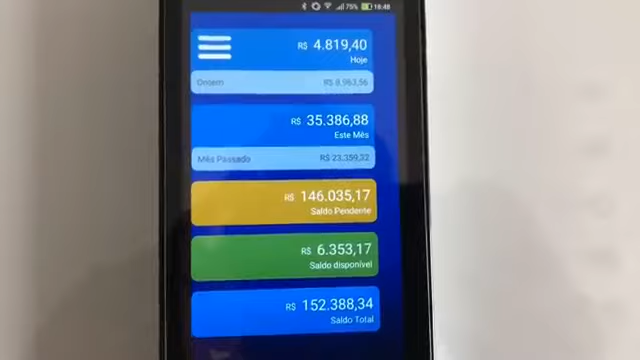 75% 18:48
R$ 4.819,40
Hoje
Ontem R$ 8.963,56
R$ 35.386,88
Este Mês
Mês Passado R$ 23.359,32
R$ 146.035,17
Saldo Pendente
R$ 6.353,17
Saldo disponível
R$ 152.388,34
Saldo Total